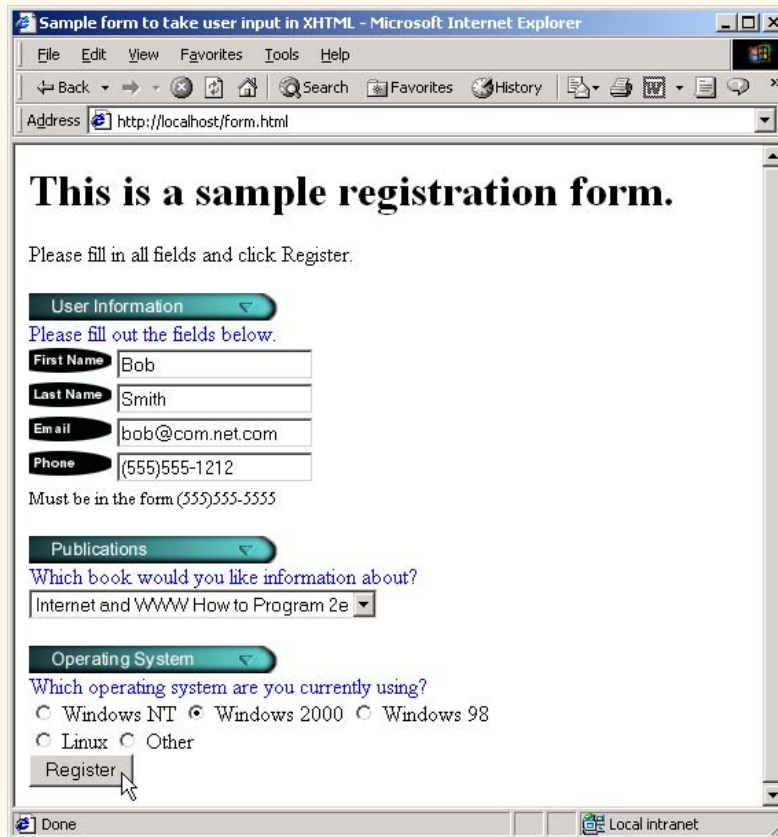 Sample form to take user input in XHTML - Microsoft Internet Explorer
File Edit View Favorites Tools Help
Back Search Favorites History
Address http://localhost/form.html
This is a sample registration form.
Please fill in all fields and click Register.
User Information
Please fill out the fields below.
First Name Bob
Last Name Smith
Email bob@com.net.com
Phone (555)555-1212
Must be in the form (555)555-5555
Publications
Which book would you like information about?
Internet and WWW How to Program 2e
Operating System
Which operating system are you currently using?
Windows NT Windows 2000 Windows 98
Linux Other
Register
Done Local intranet